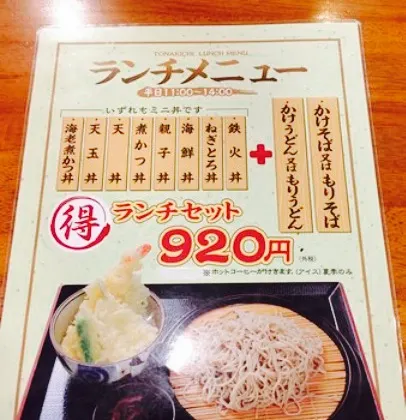 TONAKICHI LUNCH MENU
ランチメニュー
平日11:00~14:00
いずれもミニ丼です
・鉄火丼
・ねぎとろ丼
・海鮮丼
・親子丼
・煮かつ丼
・天丼
・天玉丼
・海老煮かつ丼
+
・かけそば又はもりそば
・かけうどん又はもりうどん
得 ランチセット
920円
(外税)
※ホットコーヒーが付きます。(アイス)夏季のみ